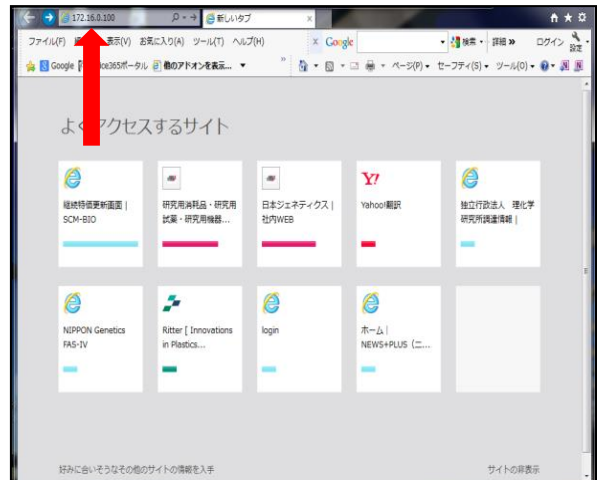 172.16.0.100
新しいタブ
ファイル(F) 表示(V) お気に入り(A) ツール(T) ヘルプ(H)
x Google
検索
詳細 »
ログイン
設定
Google
ice365ポータル
他のアドオンを表示...
ページ(P)
セーフティ(S)
ツール(O)
よくアクセスするサイト
継続特価更新画面 |
SCM-BIO
研究用消耗品・研究用
試薬・研究用機器...
日本ジェネティクス |
社内WEB
Y!
Yahoo!翻訳
独立行政法人 理化学
研究所調達情報 |
NIPPON Genetics
FAS-IV
Ritter [ Innovations
in Plastics...
login
ホーム |
NEWS+PLUS (ニ...
好みに合いそうなその他のサイトの情報を入手
サイトの非表示